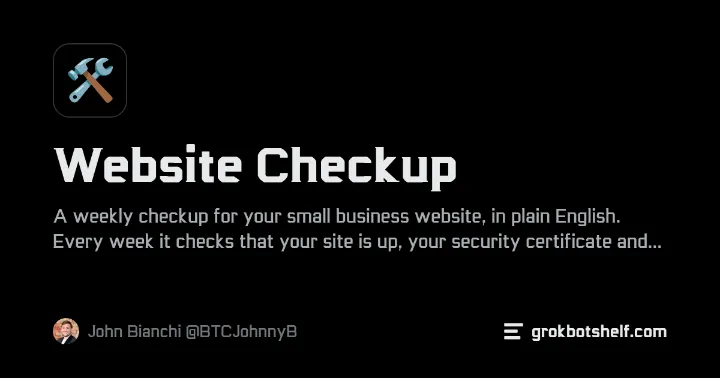 Website Checkup
A weekly checkup for your small business website, in plain English.
Every week it checks that your site is up, your security certificate and...
John Bianchi @BTCJohnnyB
grokbotshelf.com